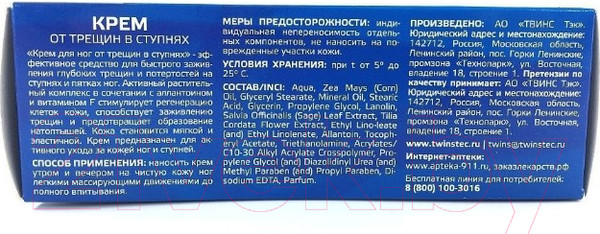 КРЕМ
ОТ ТРЕЩИН В СТУПНЯХ
«Крем для ног от трещин в ступнях» - эф-
фективное средство для быстрого заживле-
ния глубоких трещин и потертостей на
ступнях и пятках ног. Активный раститель-
ный комплекс в сочетании с аллантоином
и витамином F стимулирует регенерацию
клеток кожи, способствует заживлению
трещин и предотвращает образование
натоптышей. Кожа становится мягкой и
эластичной. Крем предназначен для ак-
тивного ухода за кожей ног и ступней.
СПОСОБ ПРИМЕНЕНИЯ: наносить крем
утром и вечером на чистую кожу ног
легкими массирующими движениями до
полного впитывания.
МЕРЫ ПРЕДОСТОРОЖНОСТИ: инди-
видуальная непереносимость отдель-
ных компонентов, не наносить на по-
врежденные участки кожи.
УСЛОВИЯ ХРАНЕНИЯ: при t от 5° до
25° С.
СОСТАВ/INCI: Aqua, Zea Mays (Corn)
Oil, Glyceryl Stearate, Mineral Oil, Stearic
Acid, Glycerin, Propylene Glycol, Lanolin,
Salvia Officinalis (Sage) Leaf Extract, Tilia
Cordata Flower Extract, Ethyl Linoleate
(and) Ethyl Linolenate, Allantoin, Tocoph-
eryl Acetate, Triethanolamine, Acrylates/
C10-30 Alkyl Acrylate Crosspolymer,
Propylene Glycol (and) Diazolidinyl Urea (and)
Methyl Paraben (and) Propyl Paraben, Di-
sodium EDTA, Parfum.
ПРОИЗВЕДЕНО: АО «ТВИНС Тэк».
Юридический адрес и местонахождение:
142712, Россия, Московская область,
Ленинский район, пос. Горки Ленинские,
промзона «Технопарк», ул. Восточная,
владение 18, строение 1. Претензии по
качеству принимает: АО «ТВИНС Тэк».
Юридический адрес и местонахождение:
142712, Россия, Московская область,
Ленинский район, пос. Горки Ленинские,
промзона «Технопарк», ул. Восточная,
владение 18, строение 1.
www.twinstec.ru | twins@twinstec.ru
Интернет-аптеки:
www.apteka-911.ru, заказлекарств.рф
Бесплатная линия для потребителей:
8 (800) 100-3016